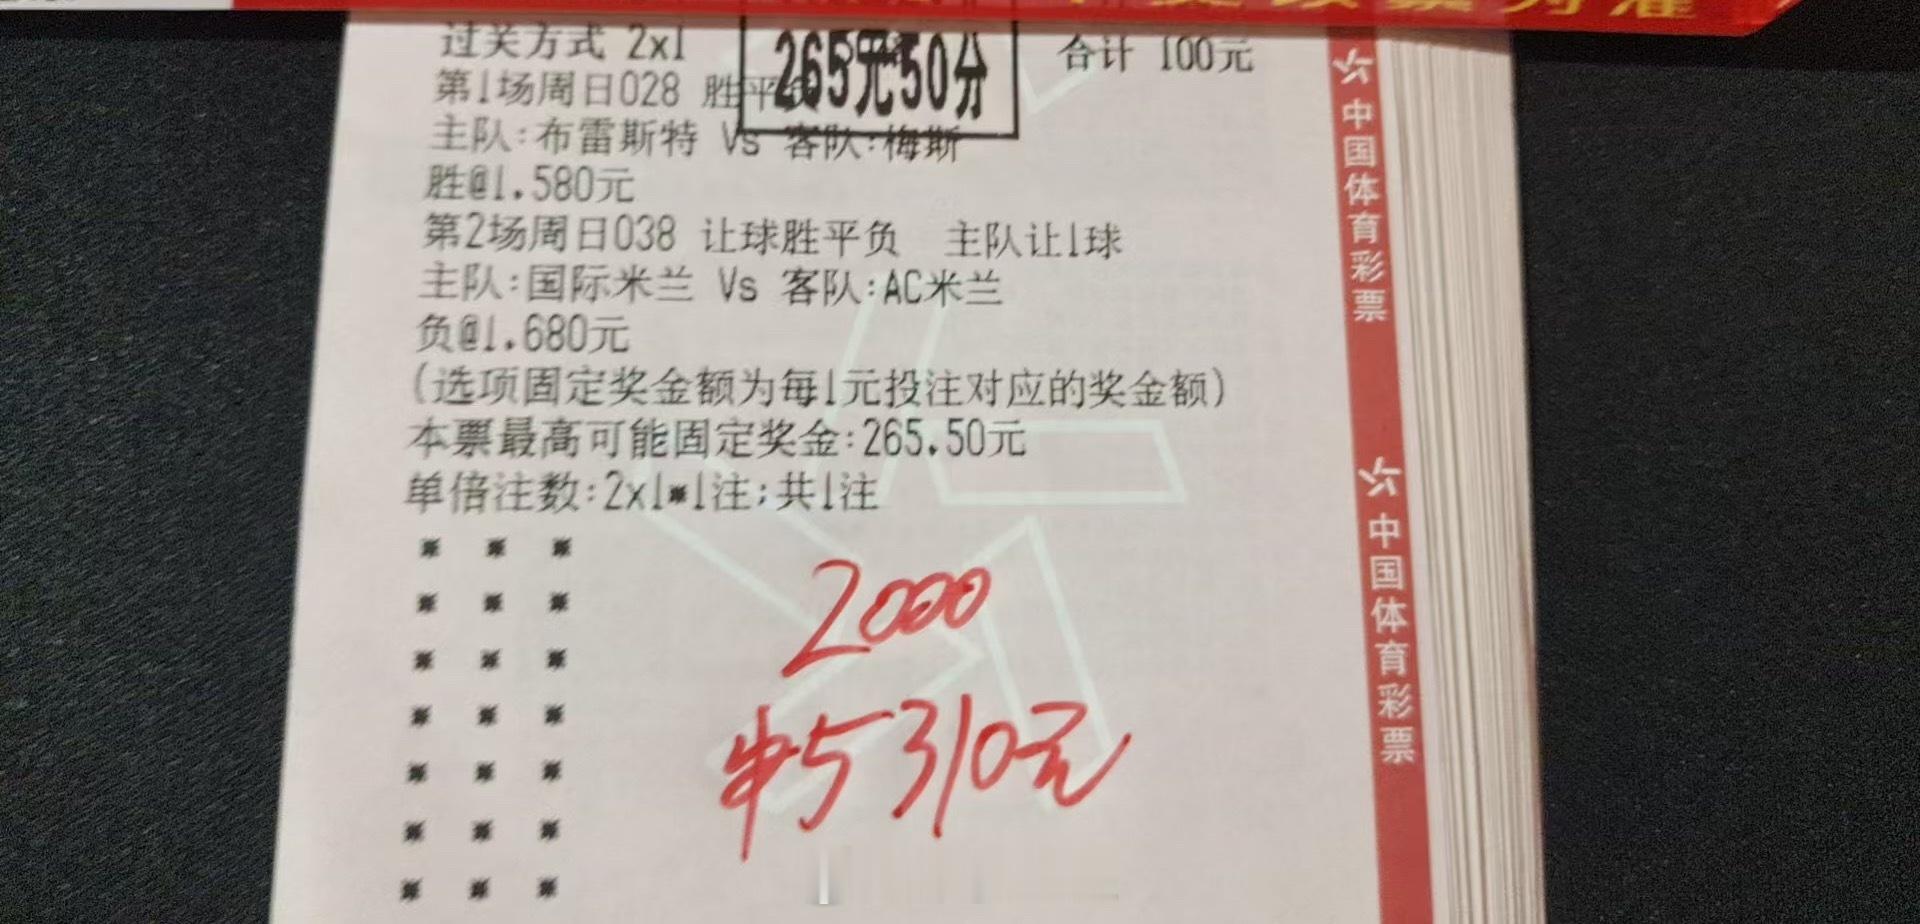 过关方式 2x1
265元50分
合计 100元
第1场周日028 胜平负
主队:布雷斯特 Vs 客队:梅斯
胜@1.580元
第2场周日038 让球胜平负 主队让1球
主队:国际米兰 Vs 客队:AC米兰
负@1.680元
(选项固定奖金额为每1元投注对应的奖金额)
本票最高可能固定奖金:265.50元
单倍注数:2x1*1注;共1注
2000
中5310元
中国体育彩票
中国体育彩票